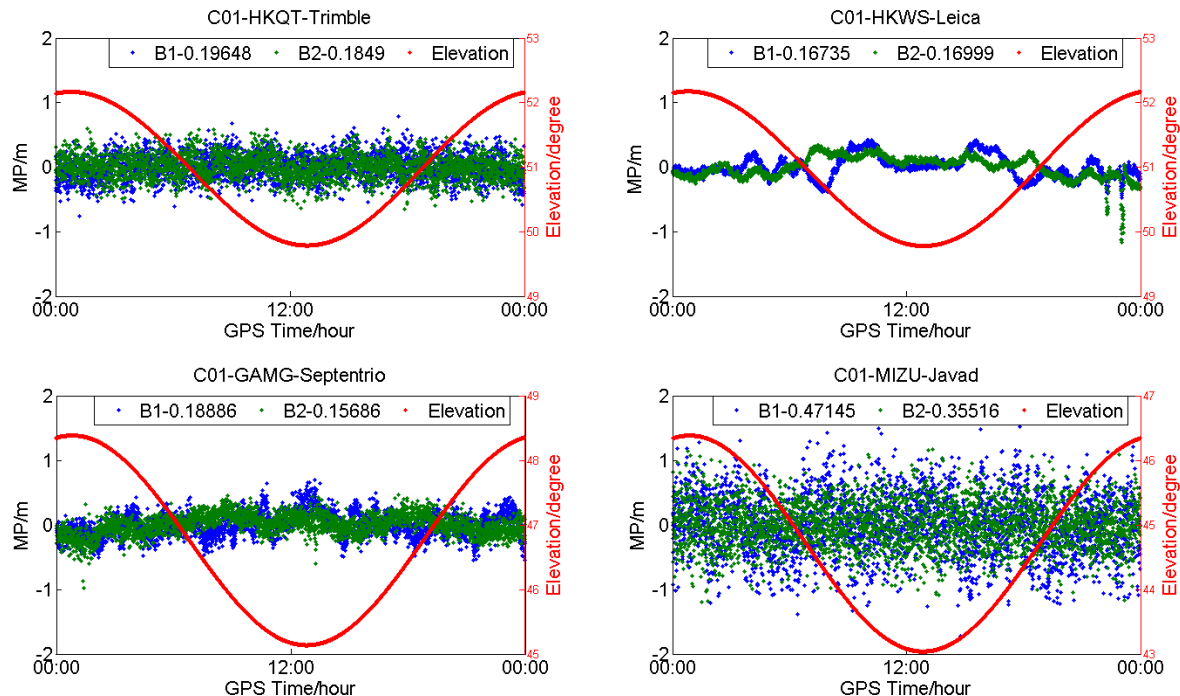 C01-HKQT-Trimble
B1-0.19648 B2-0.1849 Elevation
MP/m
2
1
0
-1
-2
53
52
51
50
49
Elevation/degree
00:00 12:00 00:00
GPS Time/hour
C01-HKWS-Leica
B1-0.16735 B2-0.16999 Elevation
MP/m
2
1
0
-1
-2
53
52
51
50
49
Elevation/degree
00:00 12:00 00:00
GPS Time/hour
C01-GAMG-Septentrio
B1-0.18886 B2-0.15686 Elevation
MP/m
2
1
0
-1
-2
49
48
47
46
45
Elevation/degree
00:00 12:00 00:00
GPS Time/hour
C01-MIZU-Javad
B1-0.47145 B2-0.35516 Elevation
MP/m
2
1
0
-1
-2
47
46
45
44
43
Elevation/degree
00:00 12:00 00:00
GPS Time/hour